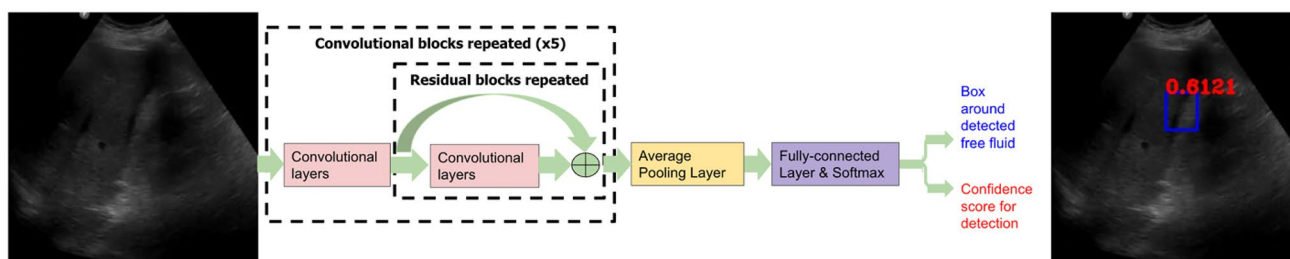 Convolutional blocks repeated (x5)
Residual blocks repeated
Convolutional
layers
Convolutional
layers
Average
Pooling Layer
Fully-connected
Layer & Softmax
Box
around
detected
free fluid
Confidence
score for
detection
0.6121